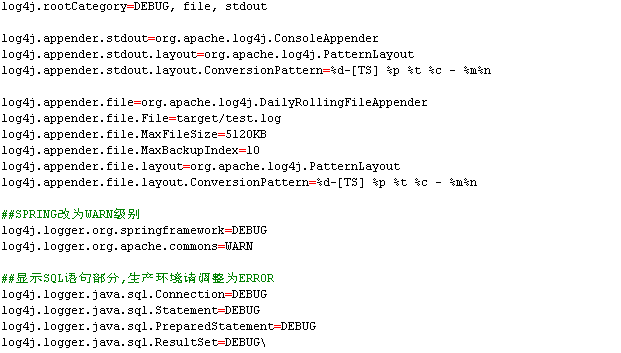 log4j.rootCategory=DEBUG, file, stdout
log4j.appender.stdout=org.apache.log4j.ConsoleAppender
log4j.appender.stdout.layout=org.apache.log4j.PatternLayout
log4j.appender.stdout.layout.ConversionPattern=%d-[TS] %p %t %c - %m%n
log4j.appender.file=org.apache.log4j.DailyRollingFileAppender
log4j.appender.file.File=target/test.log
log4j.appender.file.MaxFileSize=5120KB
log4j.appender.file.MaxBackupIndex=10
log4j.appender.file.layout=org.apache.log4j.PatternLayout
log4j.appender.file.layout.ConversionPattern=%d-[TS] %p %t %c - %m%n
##SPRING改为WARN级别
log4j.logger.org.springframework=DEBUG
log4j.logger.org.apache.commons=WARN
##显示SQL语句部分,生产环境请调整为ERROR
log4j.logger.java.sql.Connection=DEBUG
log4j.logger.java.sql.Statement=DEBUG
log4j.logger.java.sql.PreparedStatement=DEBUG
log4j.logger.java.sql.ResultSet=DEBUG\